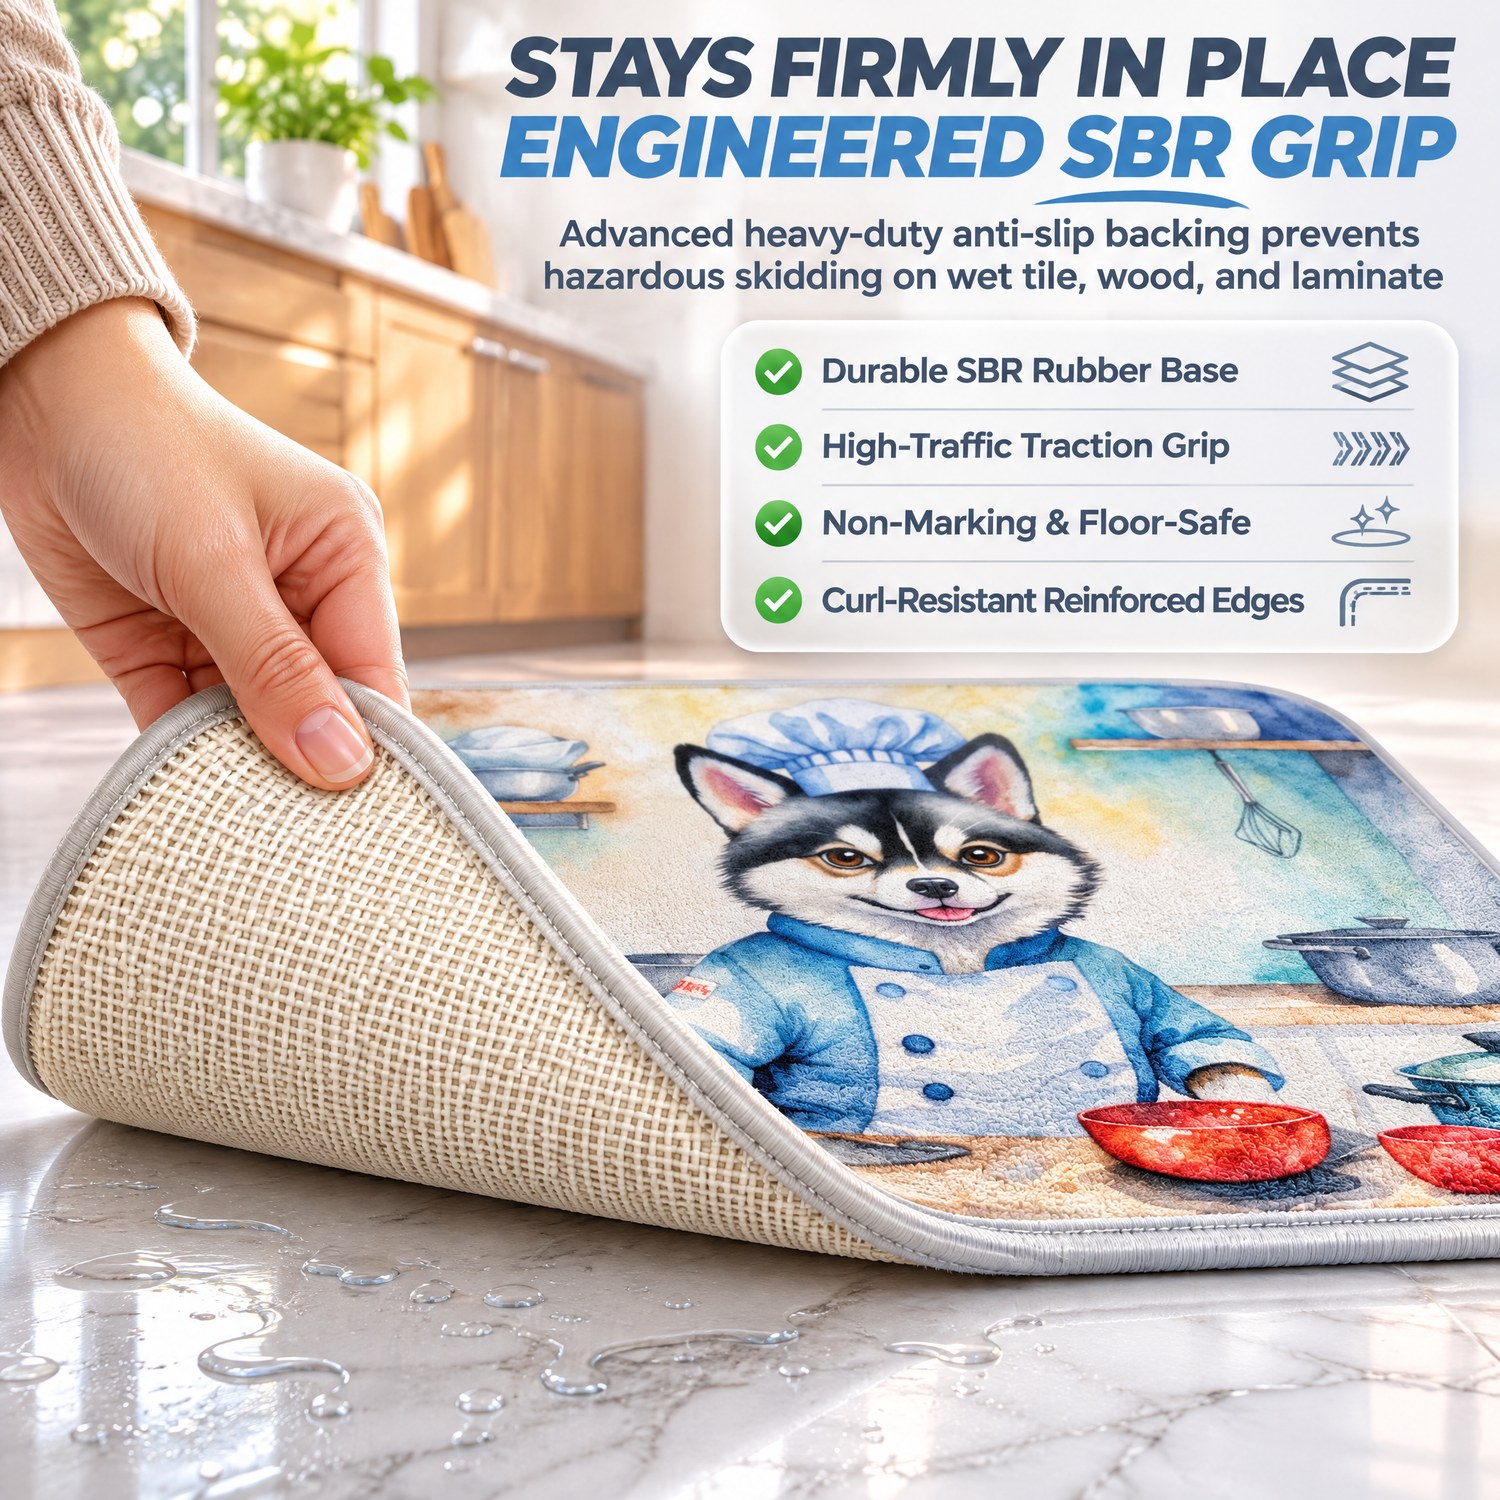 STAYS FIRMLY IN PLACE
ENGINEERED SBR GRIP
Advanced heavy-duty anti-slip backing prevents
hazardous skidding on wet tile, wood, and laminate
Durable SBR Rubber Base
High-Traffic Traction Grip
Non-Marking & Floor-Safe
Curl-Resistant Reinforced Edges